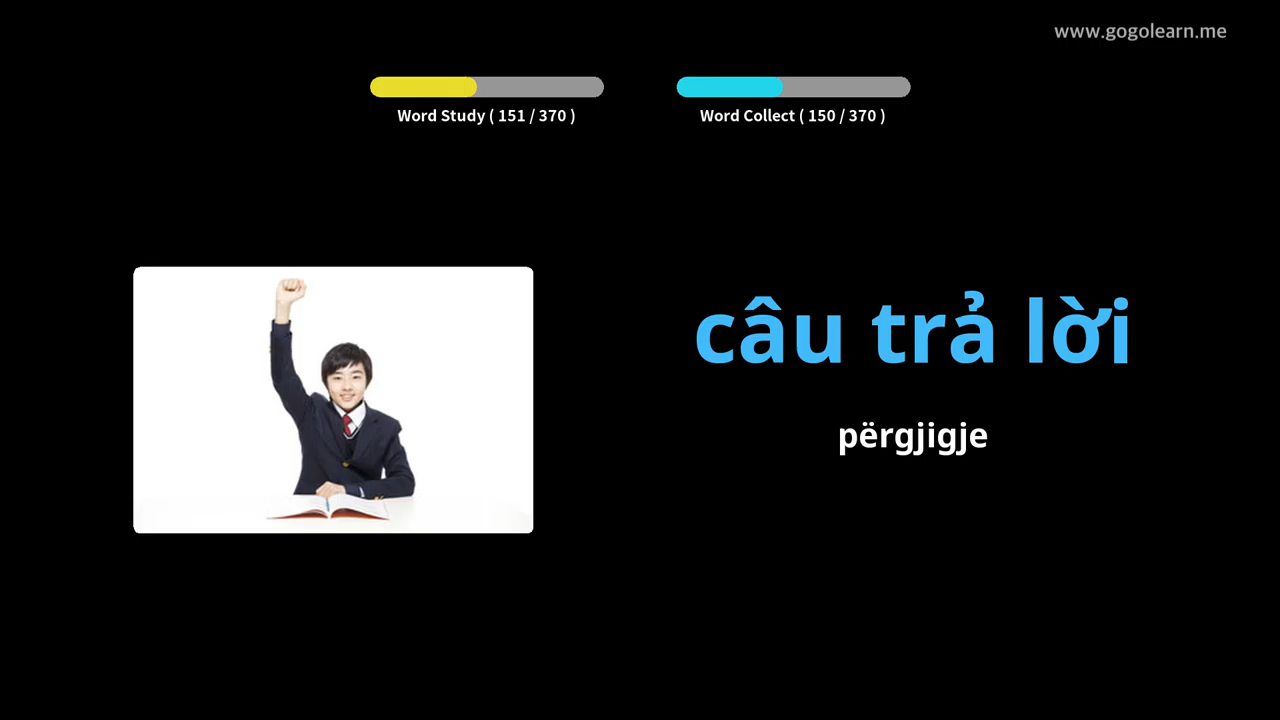 www.gogolearn.me
Word Study ( 151 / 370 )
Word Collect ( 150 / 370 )
câu trả lời
përgjigje